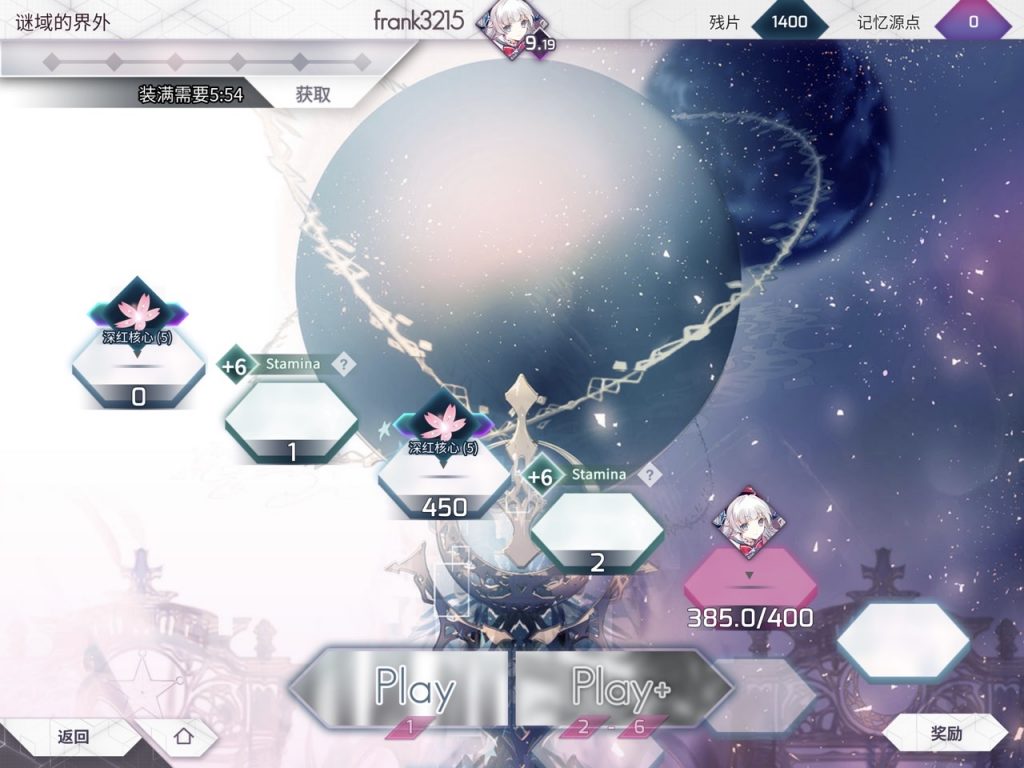 谜域的界外
frank3215
9.19
残片
1400
记忆源点
0
装满需要5:54
获取
深红核心 (5)
0
+6
Stamina
?
1
深红核心 (5)
450
+6
Stamina
?
2
385.0/400
Play
1
Play+
2 - 6
返回
奖励